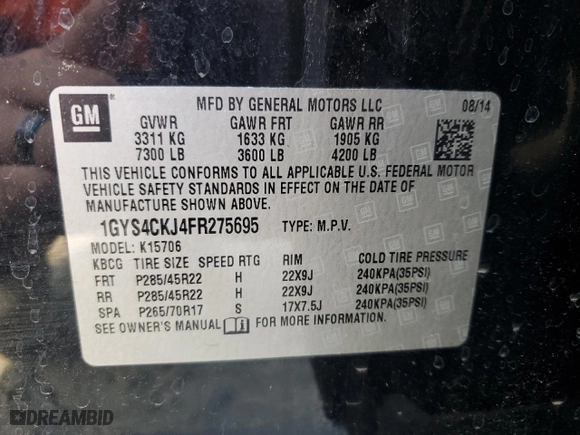 GM
MFD BY GENERAL MOTORS LLC 08/14
GVWR GAWR FRT GAWR RR
3311 KG 1633 KG 1905 KG
7300 LB 3600 LB 4200 LB
THIS VEHICLE CONFORMS TO ALL APPLICABLE U.S. FEDERAL MOTOR
VEHICLE SAFETY STANDARDS IN EFFECT ON THE DATE OF
MANUFACTURE SHOWN ABOVE.
1GYS4CKJ4FR275695 TYPE: M.P.V.
MODEL: K15706
KBCG TIRE SIZE SPEED RTG RIM COLD TIRE PRESSURE
FRT P285/45R22 H 22X9J 240KPA(35PSI)
RR P285/45R22 H 22X9J 240KPA(35PSI)
SPA P265/70R17 S 17X7.5J 240KPA(35PSI)
SEE OWNER'S MANUAL FOR MORE INFORMATION.
DREAMBID